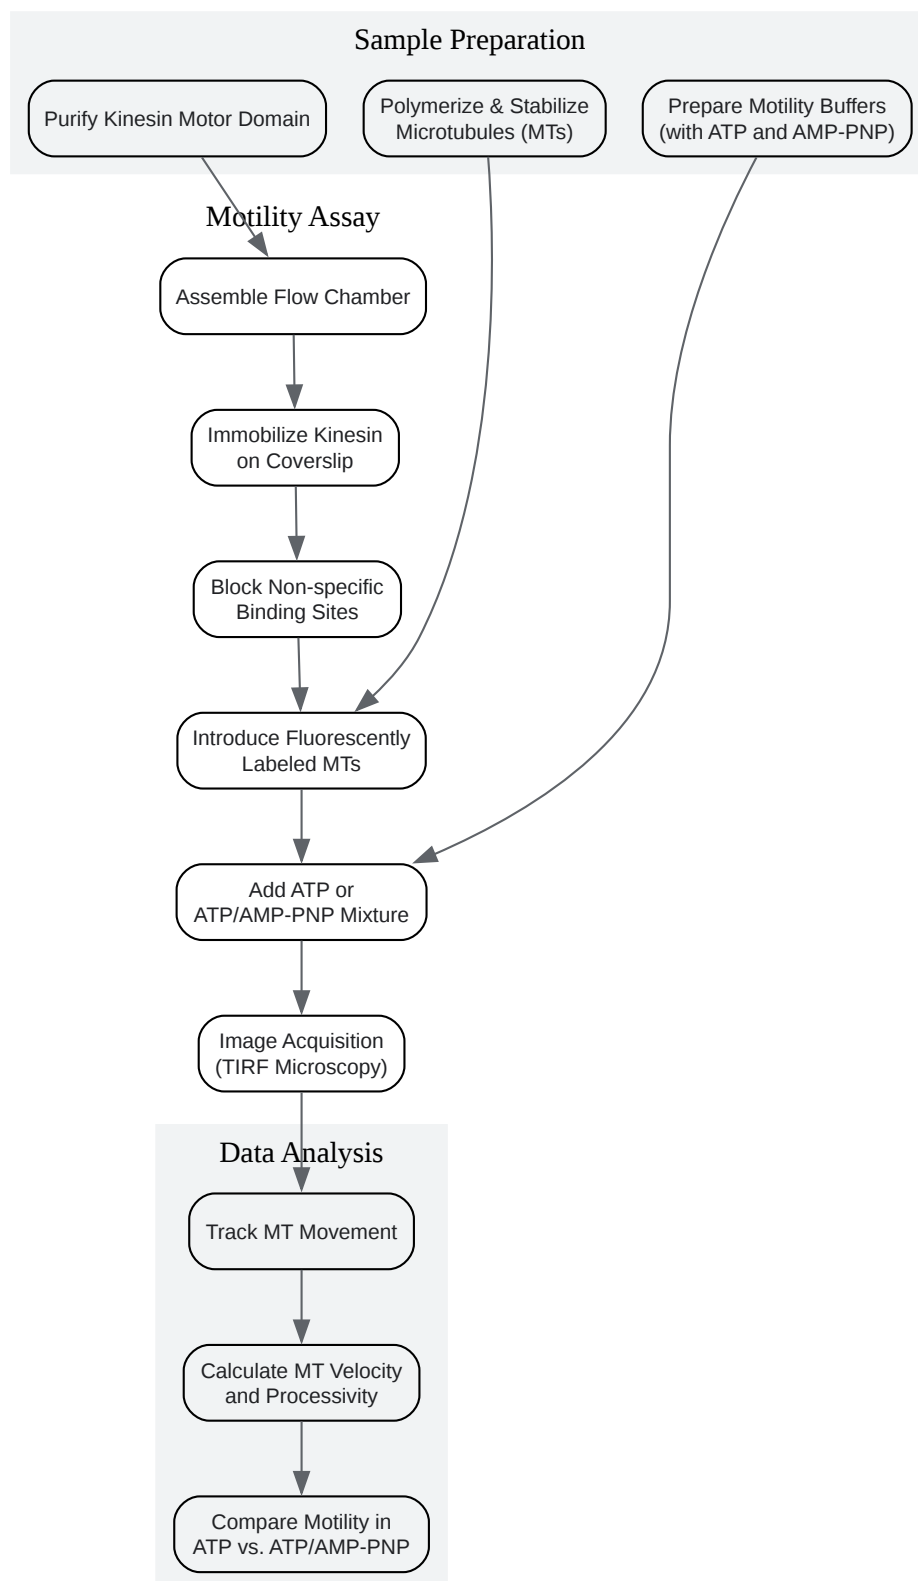 Sample Preparation
Purify Kinesin Motor Domain
Polymerize & Stabilize
Microtubules (MTs)
Prepare Motility Buffers
(with ATP and AMP-PNP)
Motility Assay
Assemble Flow Chamber
Immobilize Kinesin
on Coverslip
Block Non-specific
Binding Sites
Introduce Fluorescently
Labeled MTs
Add ATP or
ATP/AMP-PNP Mixture
Image Acquisition
(TIRF Microscopy)
Data Analysis
Track MT Movement
Calculate MT Velocity
and Processivity
Compare Motility in
ATP vs. ATP/AMP-PNP